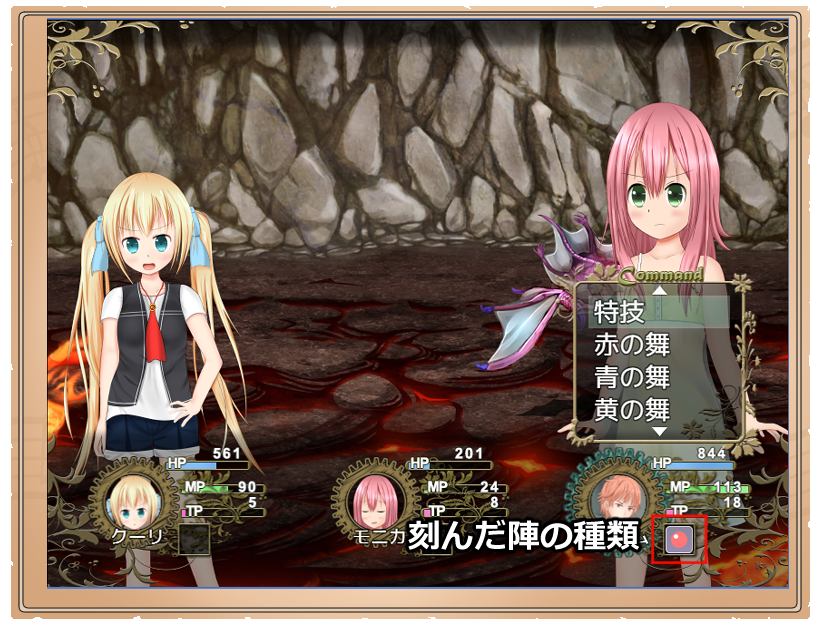 Command
特技
赤の舞
青の舞
黄の舞
561
HP
MP 90
TP 5
クーリ
201
HP
MP 24
TP 8
モニカ
844
HP
MP 113
TP 18
刻んだ陣の種類